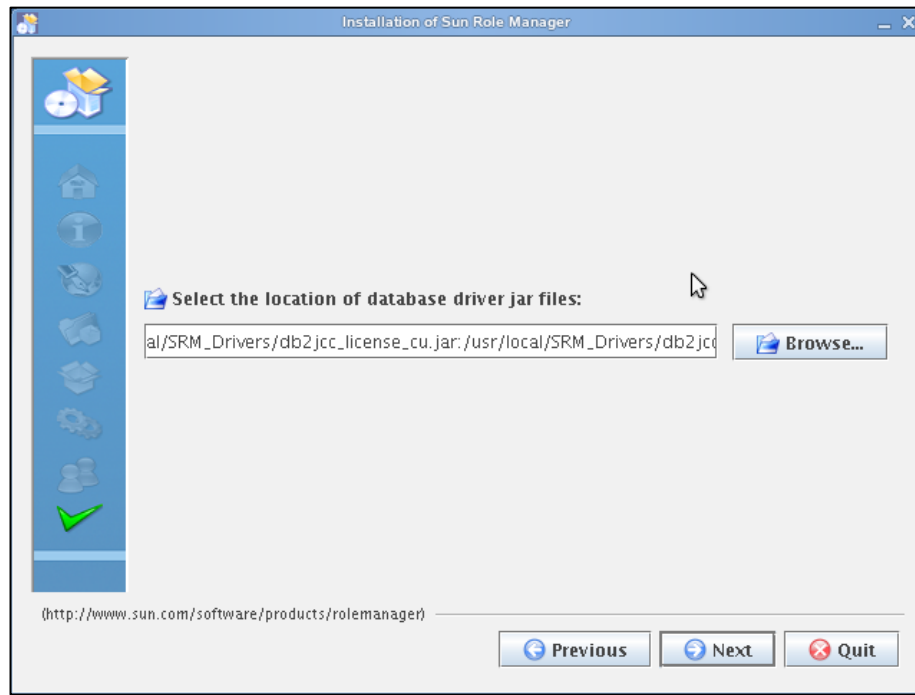 Installation of Sun Role Manager
Select the location of database driver jar files:
al/SRM_Drivers/db2jcc_license_cu.jar:/usr/local/SRM_Drivers/db2jcc
Browse...
(http://www.sun.com/software/products/rolemanager)
Previous
Next
Quit